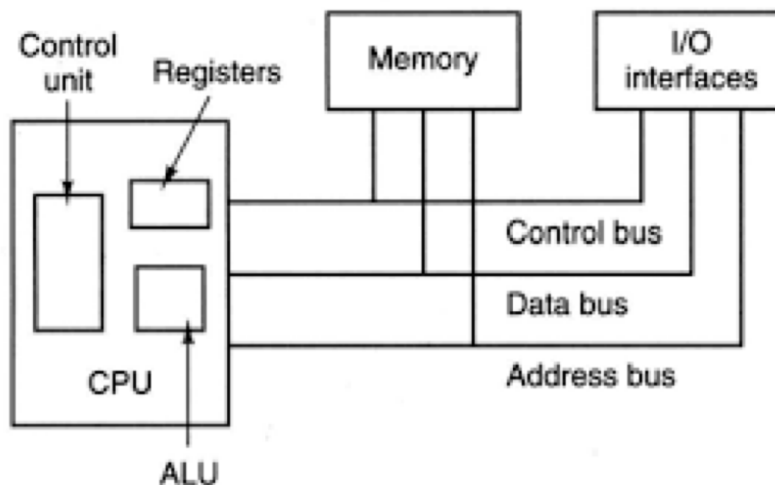 Control
unit
Registers
Memory
I/O
interfaces
Control bus
Data bus
Address bus
CPU
ALU